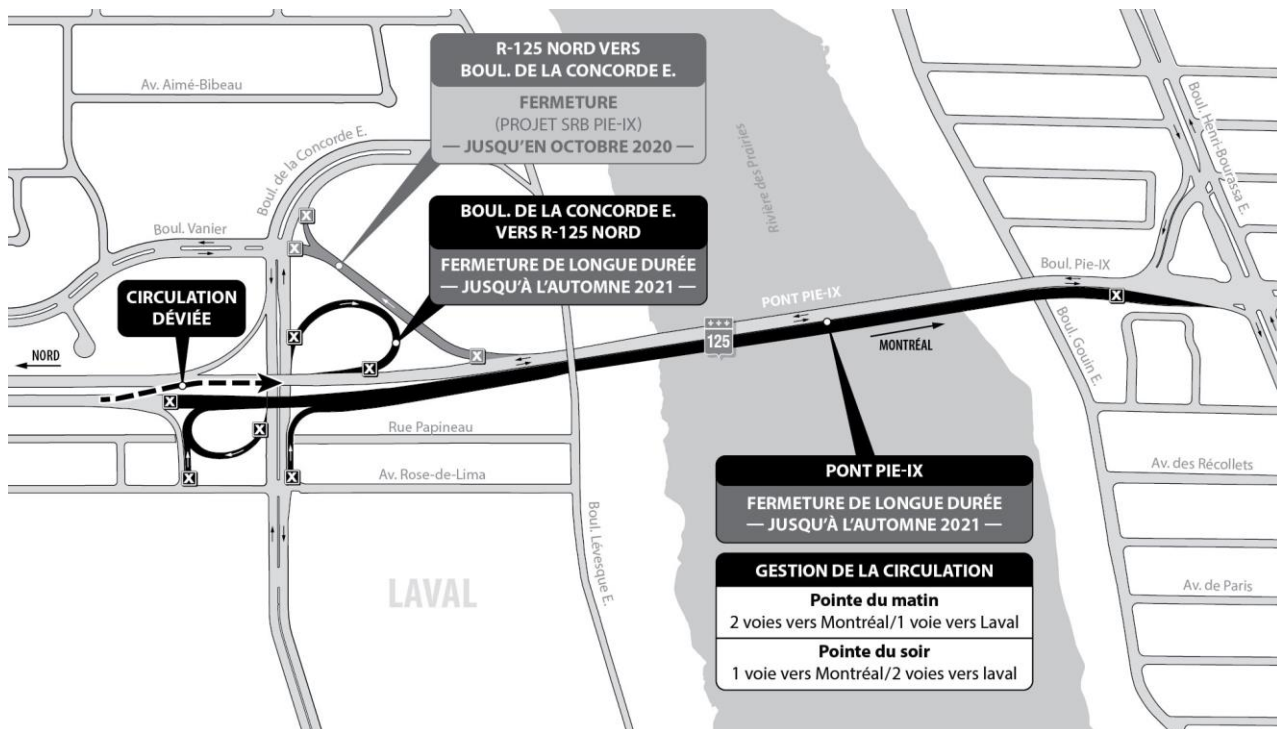 R-125 NORD VERS
BOUL. DE LA CONCORDE E.
FERMETURE
(PROJET SRB PIE-IX)
— JUSQU'EN OCTOBRE 2020 —
Av. Aimé-Bibeau
Boul. de la Concorde E.
Boul. Vanier
BOUL. DE LA CONCORDE E.
VERS R-125 NORD
FERMETURE DE LONGUE DURÉE
— JUSQU'À L'AUTOMNE 2021 —
CIRCULATION
DÉVIÉE
NORD
X
X
X
X
X
X
X
X
X
X
Rivière des Prairies
PONT PIE-IX
125
MONTRÉAL
Boul. Pie-IX
Boul. Henri-Bourassa E.
Boul. Gouin E.
Rue Papineau
Av. Rose-de-Lima
Boul. Lévesque E.
LAVAL
PONT PIE-IX
FERMETURE DE LONGUE DURÉE
— JUSQU'À L'AUTOMNE 2021 —
GESTION DE LA CIRCULATION
Pointe du matin
2 voies vers Montréal/1 voie vers Laval
Pointe du soir
1 voie vers Montréal/2 voies vers laval
Av. des Récollets
Av. de Paris